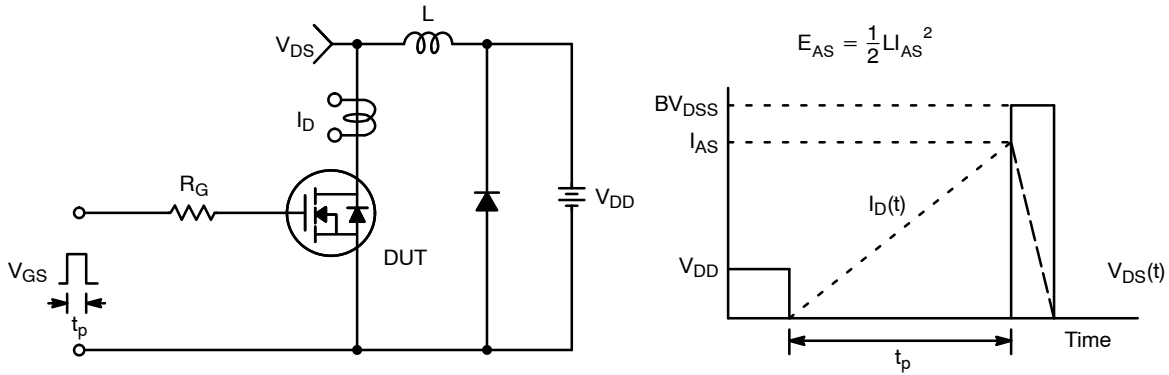 L
V_DS
I_D
R_G
V_DD
DUT
V_GS
t_p
E_AS = 1/2 LI_AS^2
BV_DSS
I_AS
I_D(t)
V_DD
V_DS(t)
Time
t_p